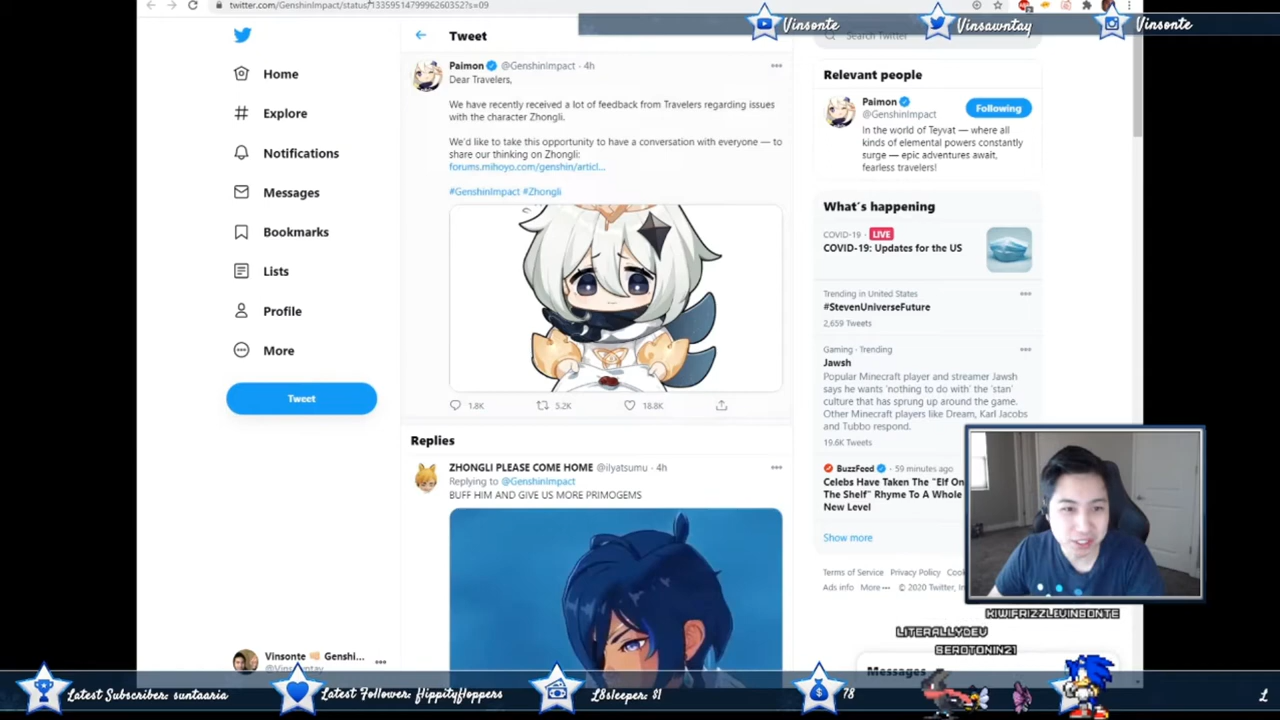 twitter.com/GenshinImpact/status/1335951479996260352?s=09
Vinsonte
Vinsawntay
Vinsonte
Home
Explore
Notifications
Messages
Bookmarks
Lists
Profile
More
Tweet
Vinsonte
Genshi...
@Vinsawntay
Tweet
Paimon @GenshinImpact · 4h
Dear Travelers,
We have recently received a lot of feedback from Travelers regarding issues
with the character Zhongli.
We'd like to take this opportunity to have a conversation with everyone — to
share our thinking on Zhongli:
forums.mihoyo.com/genshin/articl...
#GenshinImpact #Zhongli
1.8K
5.2K
18.8K
Replies
ZHONGLI PLEASE COME HOME @ilyatsumu · 4h
Replying to @GenshinImpact
BUFF HIM AND GIVE US MORE PRIMOGEMS
Search Twitter
Relevant people
Paimon
@GenshinImpact
Following
In the world of Teyvat — where all
kinds of elemental powers constantly
surge — epic adventures await,
fearless travelers!
What's happening
COVID-19 · LIVE
COVID-19: Updates for the US
Trending in United States
#StevenUniverseFuture
2,659 Tweets
Gaming · Trending
Jawsh
Popular Minecraft player and streamer Jawsh
says he wants 'nothing to do with' the 'stan'
culture that has sprung up around the game.
Other Minecraft players like Dream, Karl Jacobs
and Tubbo respond.
19.6K Tweets
BuzzFeed · 59 minutes ago
Celebs Have Taken The "Elf On
The Shelf" Rhyme To A Whole
New Level
Show more
Terms of Service Privacy Policy
Ads info More © 2020 Twitter,
KIWIFRIZZLEVINSONTE
LITERALLYDEV
BEROTONIN21
Messages
Latest Subscriber: suntaaria
Latest Follower: flippityfloppers
L8sleeper: $1
78
L